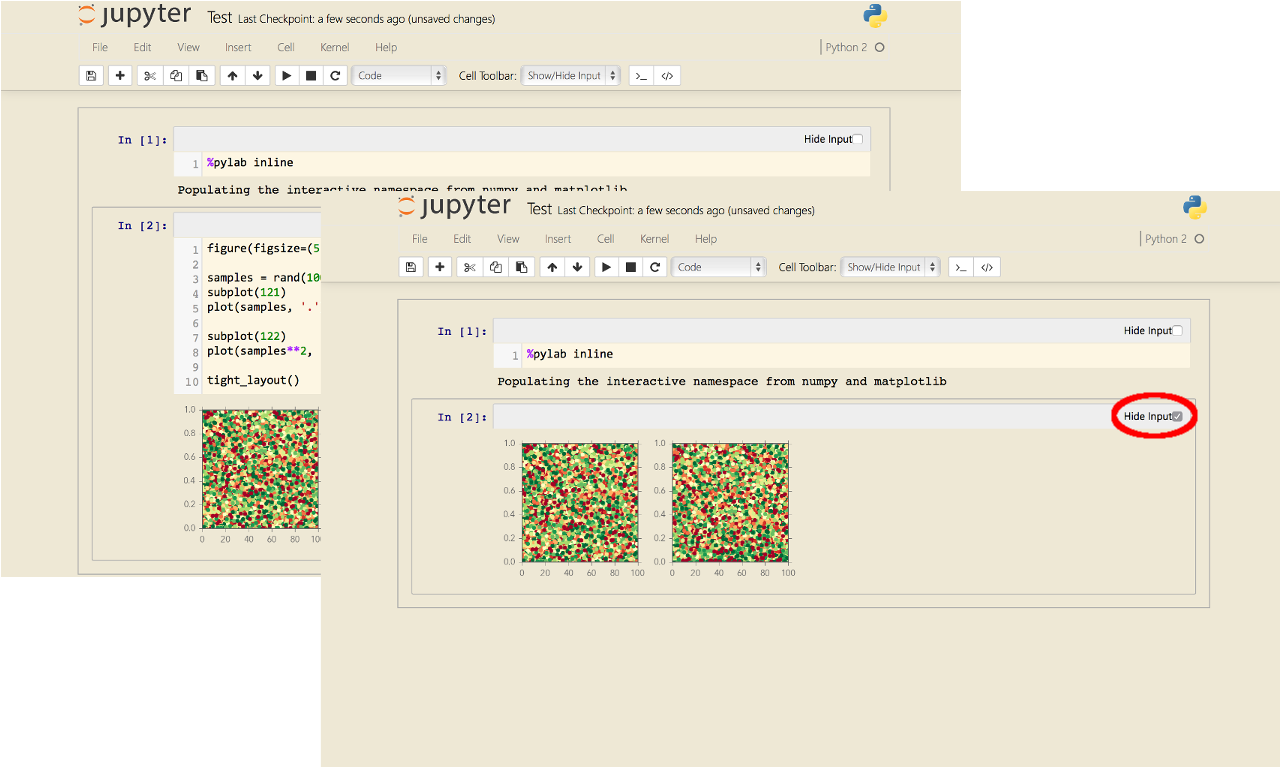 jupyter Test Last Checkpoint: a few seconds ago (unsaved changes)
File Edit View Insert Cell Kernel Help Python 2
Code Cell Toolbar: Show/Hide Input >_ </>
Hide Input
In [1]:
1 %pylab inline
Populating the interactive namespace from numpy and matplotlib
In [2]:
1 figure(figsize=(5
2
3 samples = rand(100
4 subplot(121)
5 plot(samples, '.'
6
7 subplot(122)
8 plot(samples**2,
9
10 tight_layout()
1.0
0.8
0.6
0.4
0.2
0.0
0 20 40 60 80 100
jupyter Test Last Checkpoint: a few seconds ago (unsaved changes)
File Edit View Insert Cell Kernel Help Python 2
Code Cell Toolbar: Show/Hide Input >_ </>
Hide Input
In [1]:
1 %pylab inline
Populating the interactive namespace from numpy and matplotlib
In [2]:
Hide Input
1.0 1.0
0.8 0.8
0.6 0.6
0.4 0.4
0.2 0.2
0.0 0.0
0 20 40 60 80 100 0 20 40 60 80 100